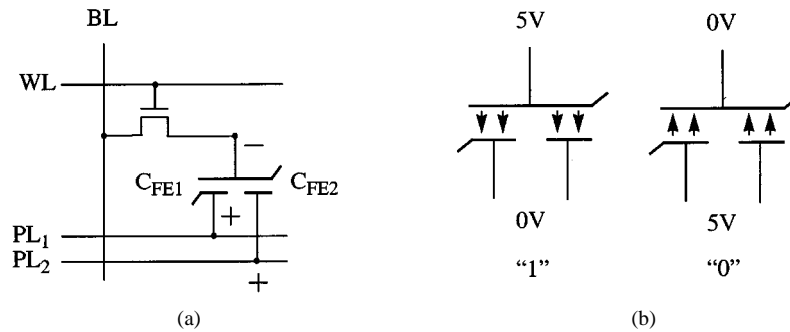 BL
WL
−
C_FE1
C_FE2
+
PL_1
PL_2
+
(a)
5V
0V
0V
5V
“1”
“0”
(b)